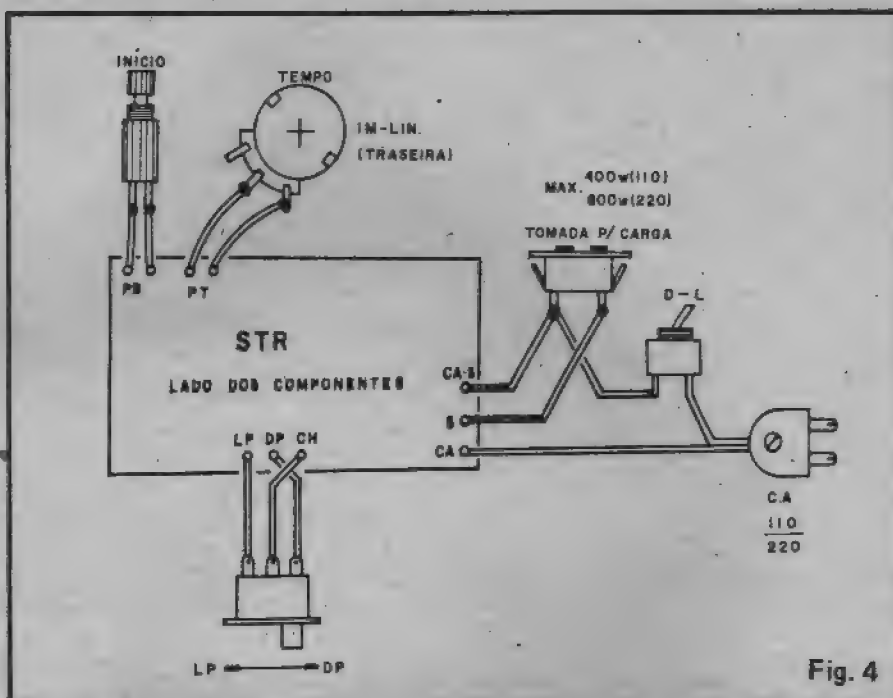 INÍCIO
TEMPO
1M-LIN.
(TRASEIRA)
MAX. 400w(110)
800w(220)
TOMADA P/ CARGA
D-L
PB
PT
STR
LADO DOS COMPONENTES
CA-S
S
CA
LP DP CH
C.A
110
220
LP DP
Fig. 4